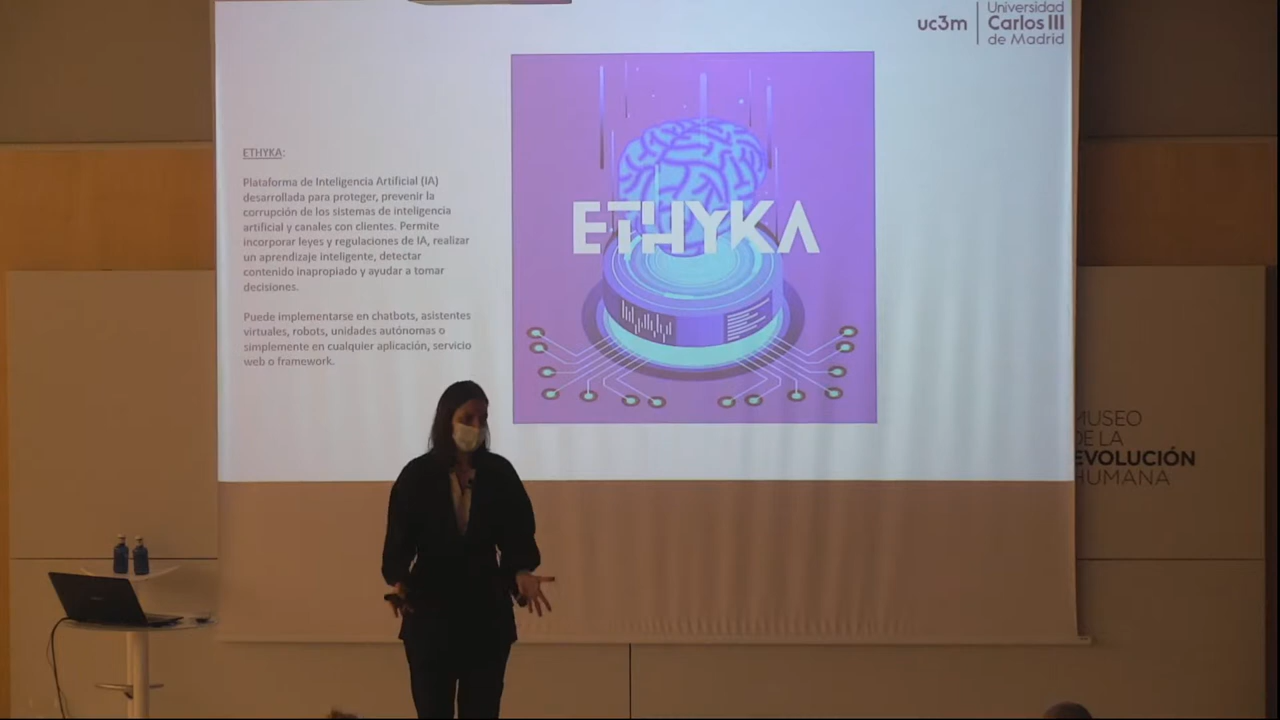 uc3m
Universidad
Carlos III
de Madrid
ETHYKA:
Plataforma de Inteligencia Artificial (IA)
desarrollada para proteger, prevenir la
corrupción de los sistemas de inteligencia
artificial y canales con clientes. Permite
incorporar leyes y regulaciones de IA, realizar
un aprendizaje inteligente, detectar
contenido inapropiado y ayudar a tomar
decisiones.
Puede implementarse en chatbots, asistentes
virtuales, robots, unidades autónomas o
simplemente en cualquier aplicación, servicio
web o framework.
ETHYKA
MUSEO
DE LA
EVOLUCIÓN
HUMANA